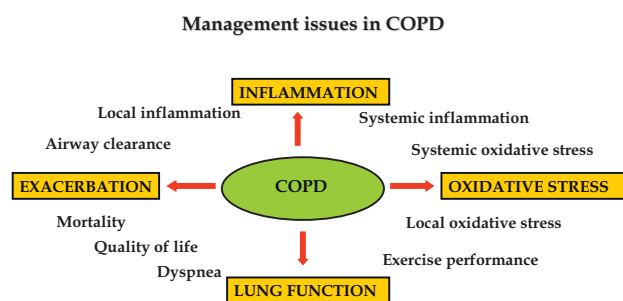 Management issues in COPD
INFLAMMATION
Local inflammation
Systemic inflammation
Airway clearance
Systemic oxidative stress
EXACERBATION
COPD
OXIDATIVE STRESS
Mortality
Local oxidative stress
Quality of life
Exercise performance
Dyspnea
LUNG FUNCTION